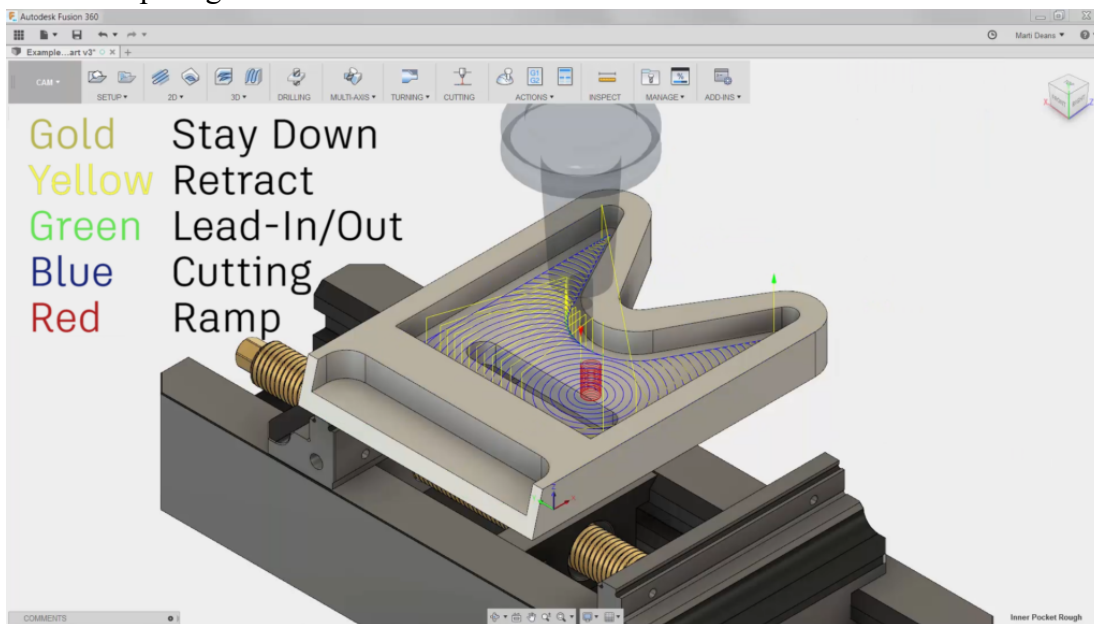 Autodesk Fusion 360
Marti Deans
Example...art v3*
CAM
SETUP
2D
3D
DRILLING
MULTI-AXIS
TURNING
CUTTING
ACTIONS
INSPECT
MANAGE
ADD-INS
G1
G2
Gold Stay Down
Yellow Retract
Green Lead-In/Out
Blue Cutting
Red Ramp
Z
X
X
Z
COMMENTS
Inner Pocket Rough